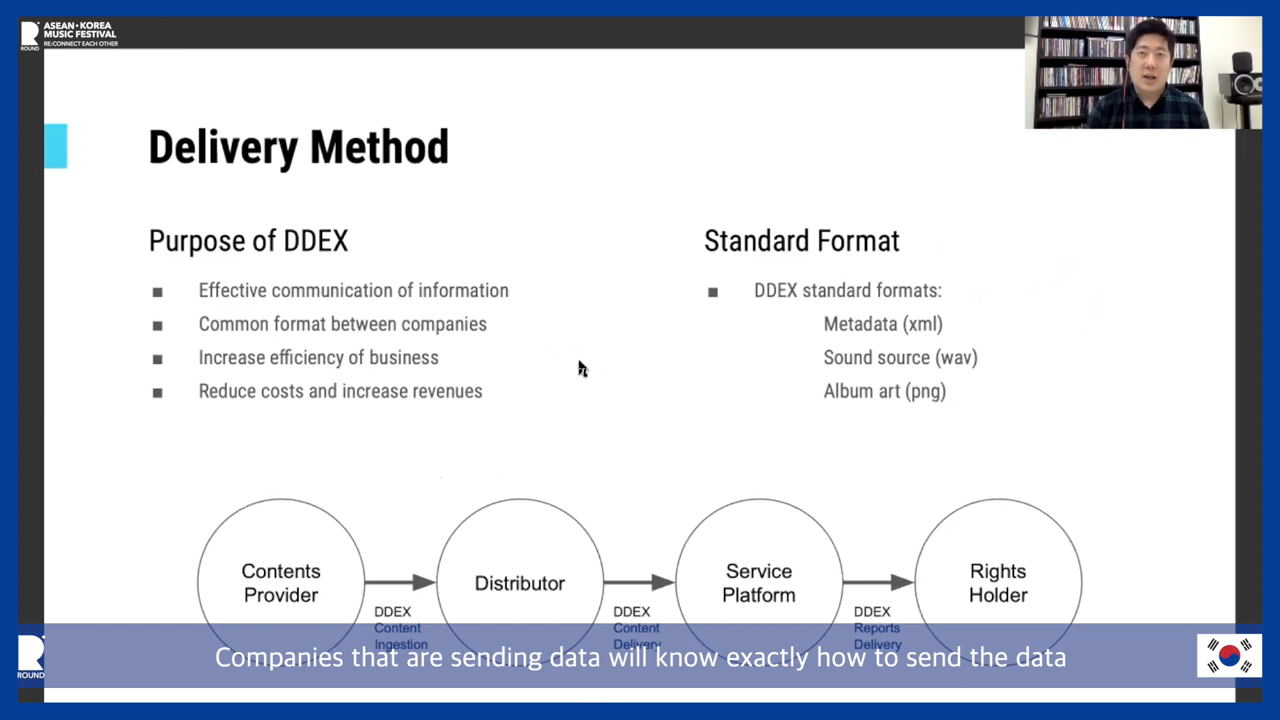 ROUND
ASEAN•KOREA
MUSIC FESTIVAL
RE:CONNECT EACH OTHER
Delivery Method
Purpose of DDEX
■ Effective communication of information
■ Common format between companies
■ Increase efficiency of business
■ Reduce costs and increase revenues
Standard Format
■ DDEX standard formats:
Metadata (xml)
Sound source (wav)
Album art (png)
Contents
Provider
DDEX
Content
Ingestion
Distributor
DDEX
Content
Delivery
Service
Platform
DDEX
Reports
Delivery
Rights
Holder
ROUND
Companies that are sending data will know exactly how to send the data